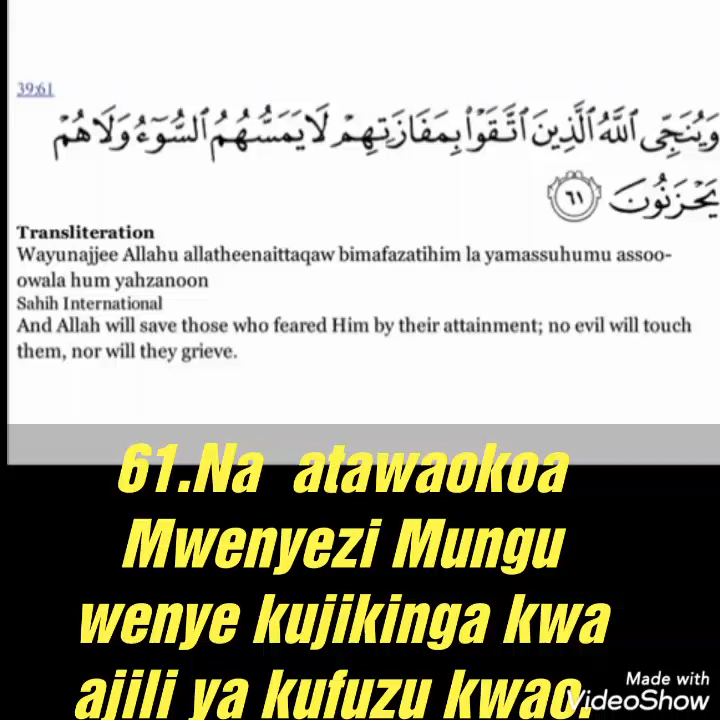 39:61
وَيُنَجِّى ٱللَّهُ ٱلَّذِينَ ٱتَّقَوْا۟ بِمَفَازَتِهِمْ لَا يَمَسُّهُمُ ٱلسُّوٓءُ وَلَا هُمْ
يَحْزَنُونَ ٦١
Transliteration
Wayunajjee Allahu allatheenaittaqaw bimafazatihim la yamassuhumu assoo-
owala hum yahzanoon
Sahih International
And Allah will save those who feared Him by their attainment; no evil will touch
them, nor will they grieve.
61.Na atawaokoa
Mwenyezi Mungu
wenye kujikinga kwa
ajili ya kufuzu kwao.
Made with
VideoShow